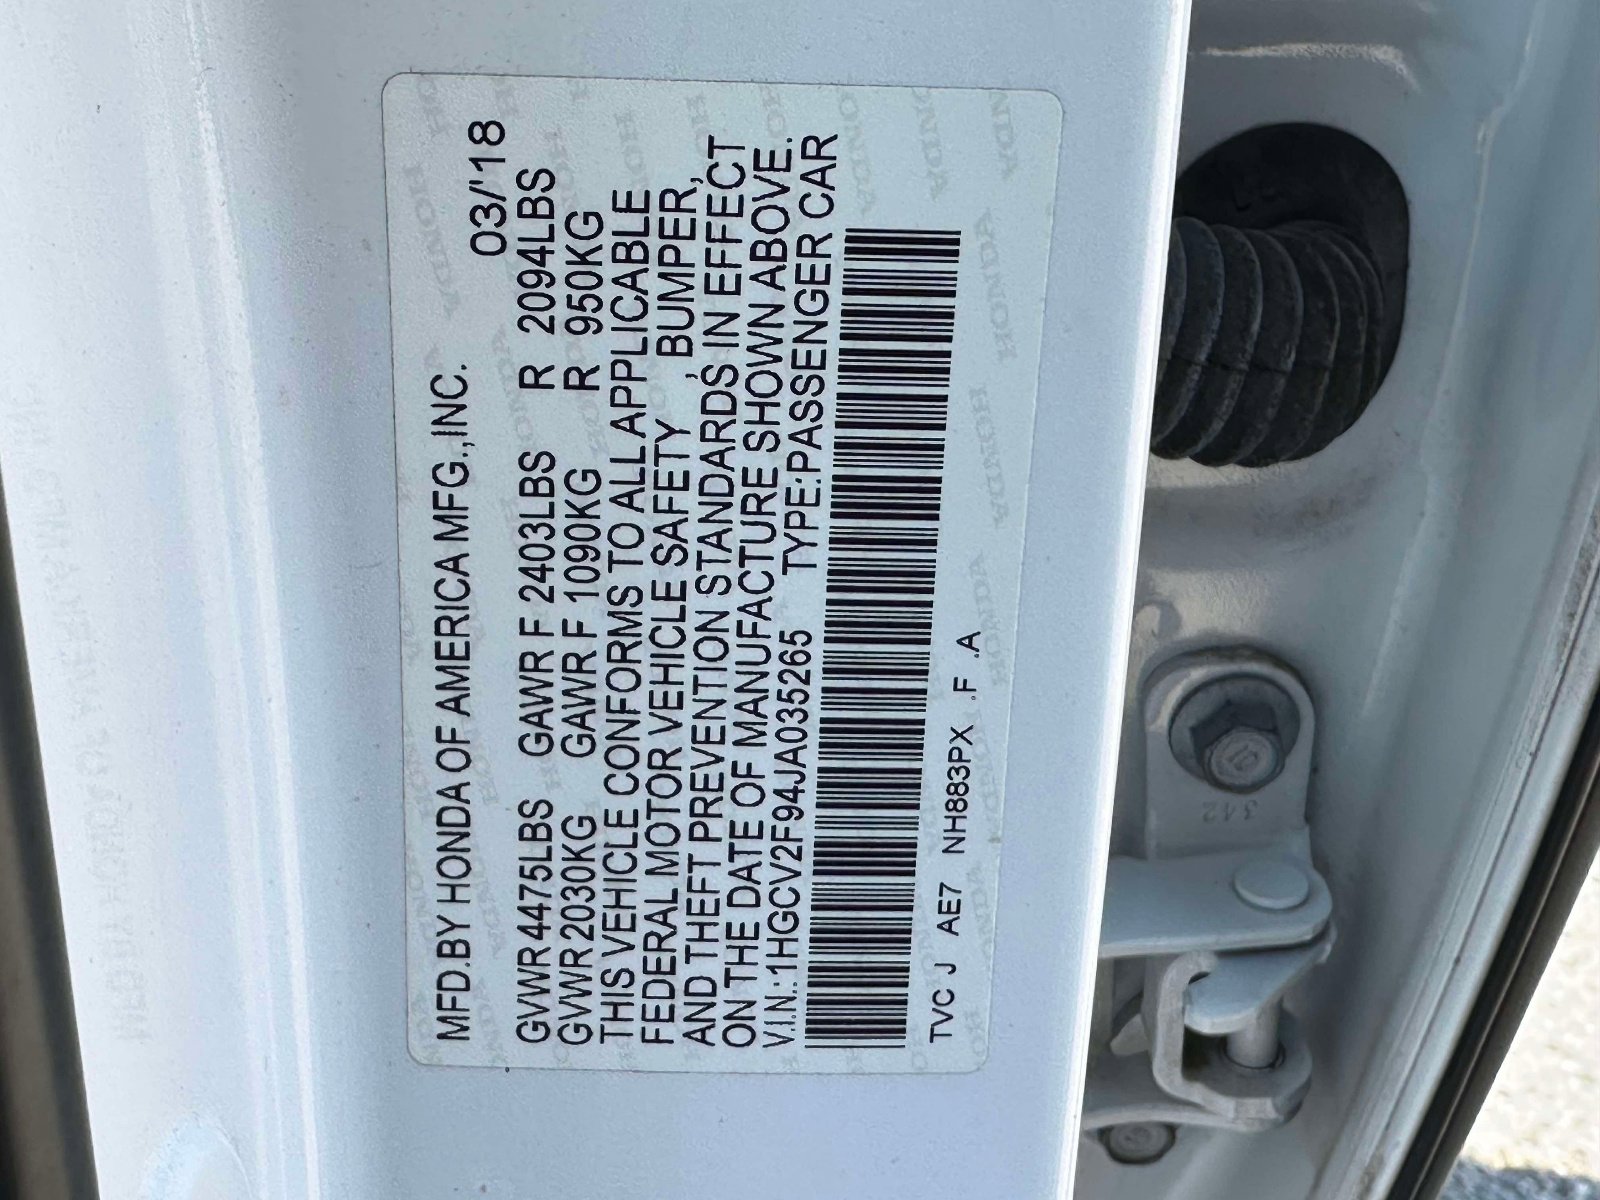 MFD.BY HONDA OF AMERICA MFG.,INC. 03/'18
GVWR 4475LBS GAWR F 2403LBS R 2094LBS
GVWR 2030KG GAWR F 1090KG R 950KG
THIS VEHICLE CONFORMS TO ALL APPLICABLE
FEDERAL MOTOR VEHICLE SAFETY, BUMPER,
AND THEFT PREVENTION STANDARDS, IN EFFECT
ON THE DATE OF MANUFACTURE SHOWN ABOVE.
V.I.N.:1HGCV2F94JA035265 TYPE:PASSENGER CAR
TVC : J AE7 NH883PX .F .A
342